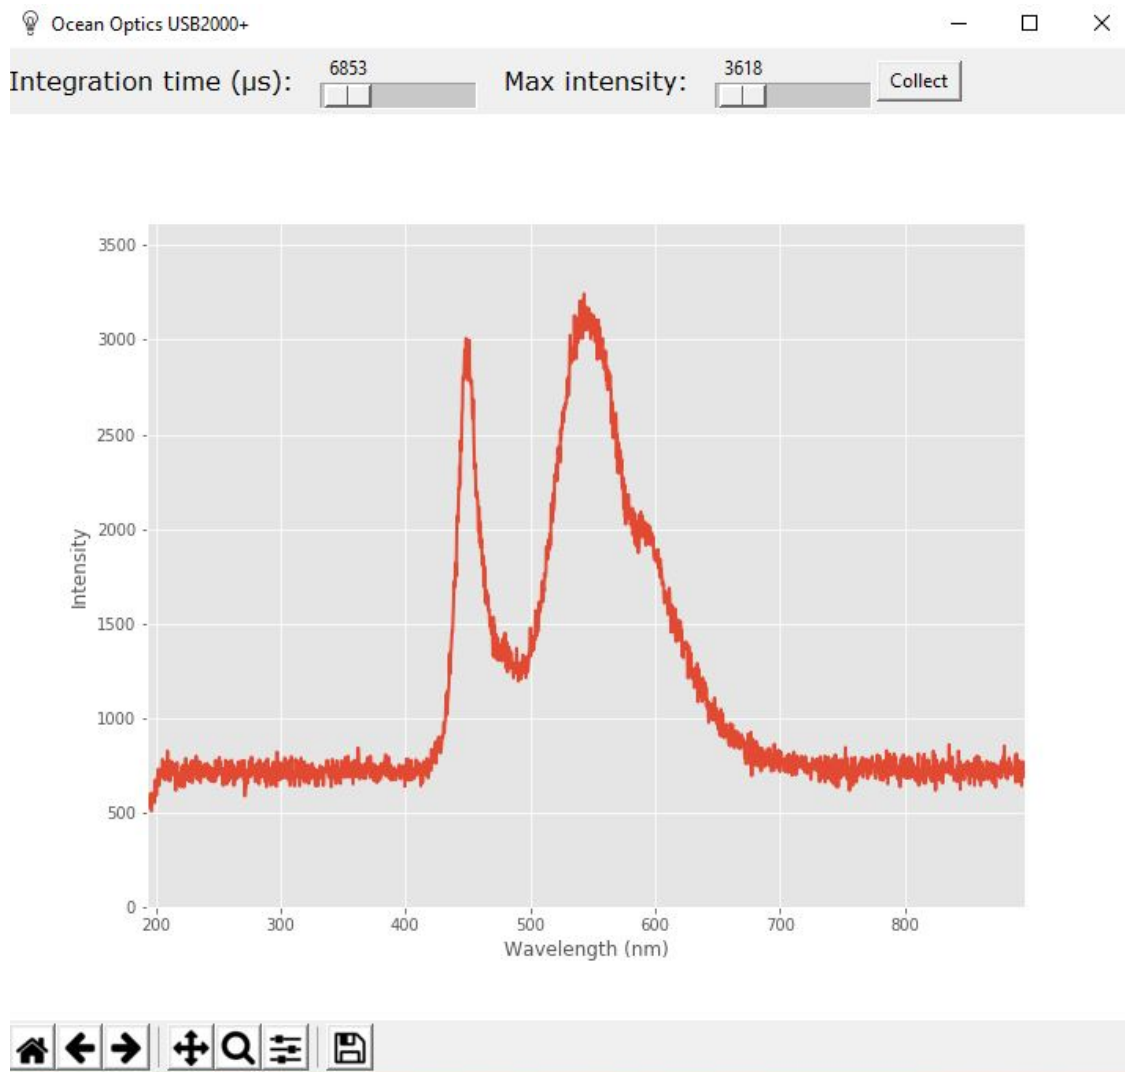 Ocean Optics USB2000+
Integration time (µs): 6853 Max intensity: 3618 Collect
3500
3000
2500
2000
1500
1000
500
0
Intensity
200 300 400 500 600 700 800
Wavelength (nm)